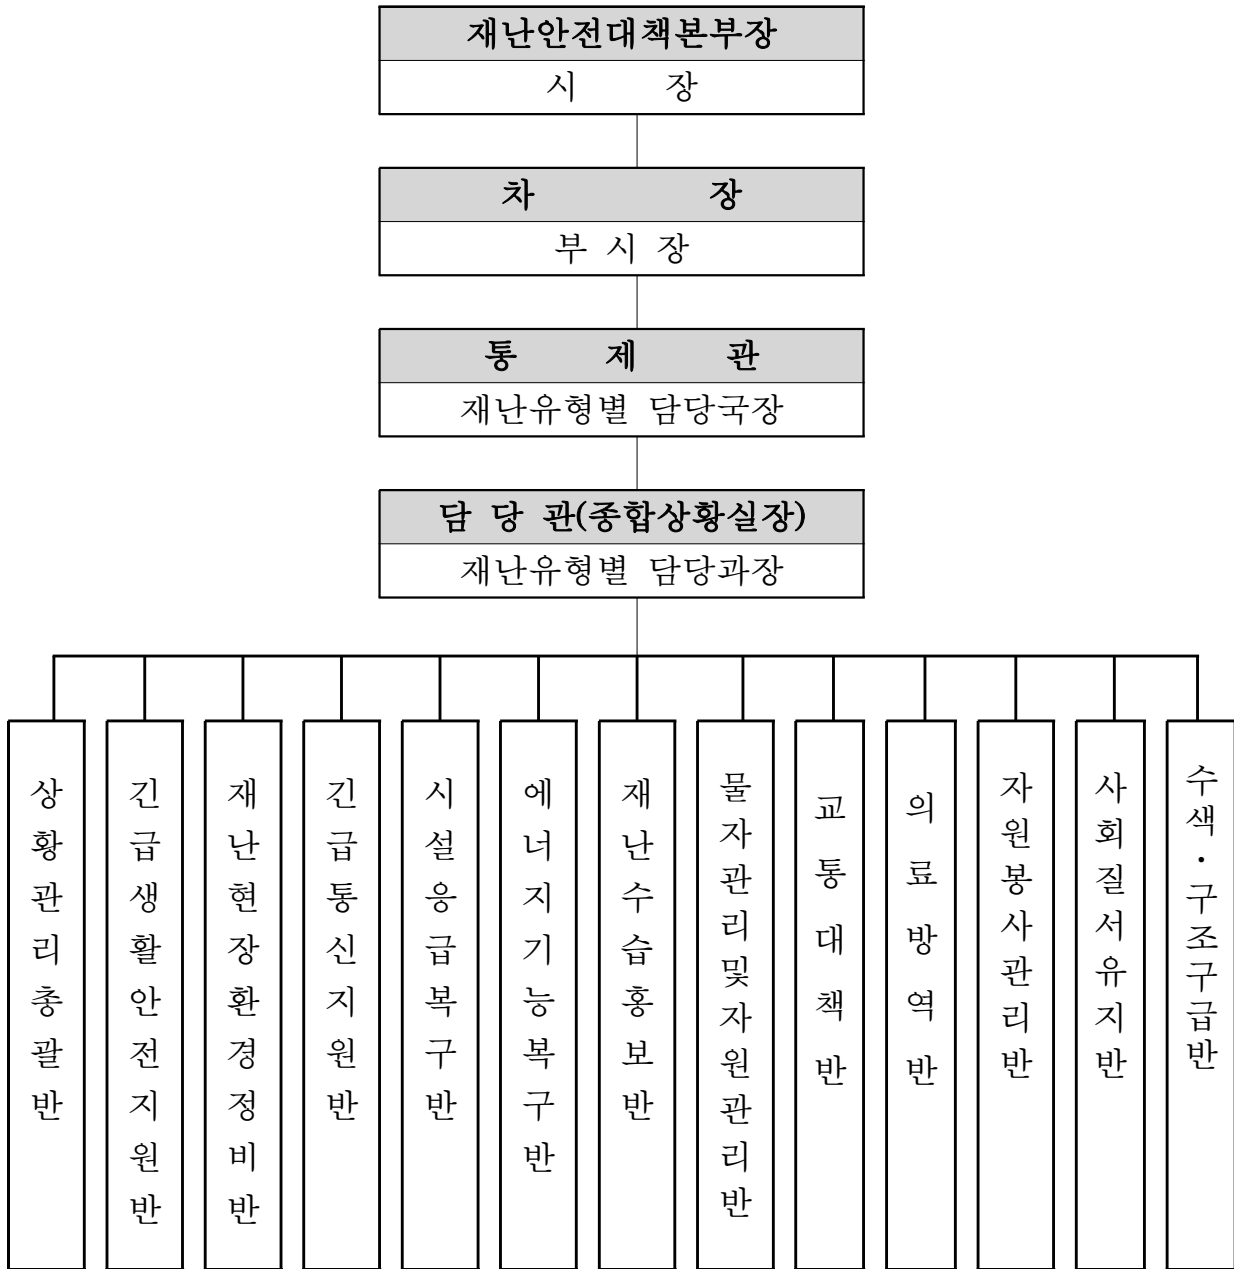 재난안전대책본부장
시 장
차 장
부 시 장
통 제 관
재난유형별 담당국장
담 당 관(종합상황실장)
재난유형별 담당과장
상황관리총괄반
긴급생활안전지원반
재난현장환경정비반
긴급통신지원반
시설응급복구반
에너지기능복구반
재난수습홍보반
물자관리및자원관리반
교통대책반
의료방역반
자원봉사관리반
사회질서유지반
수색·구조구급반